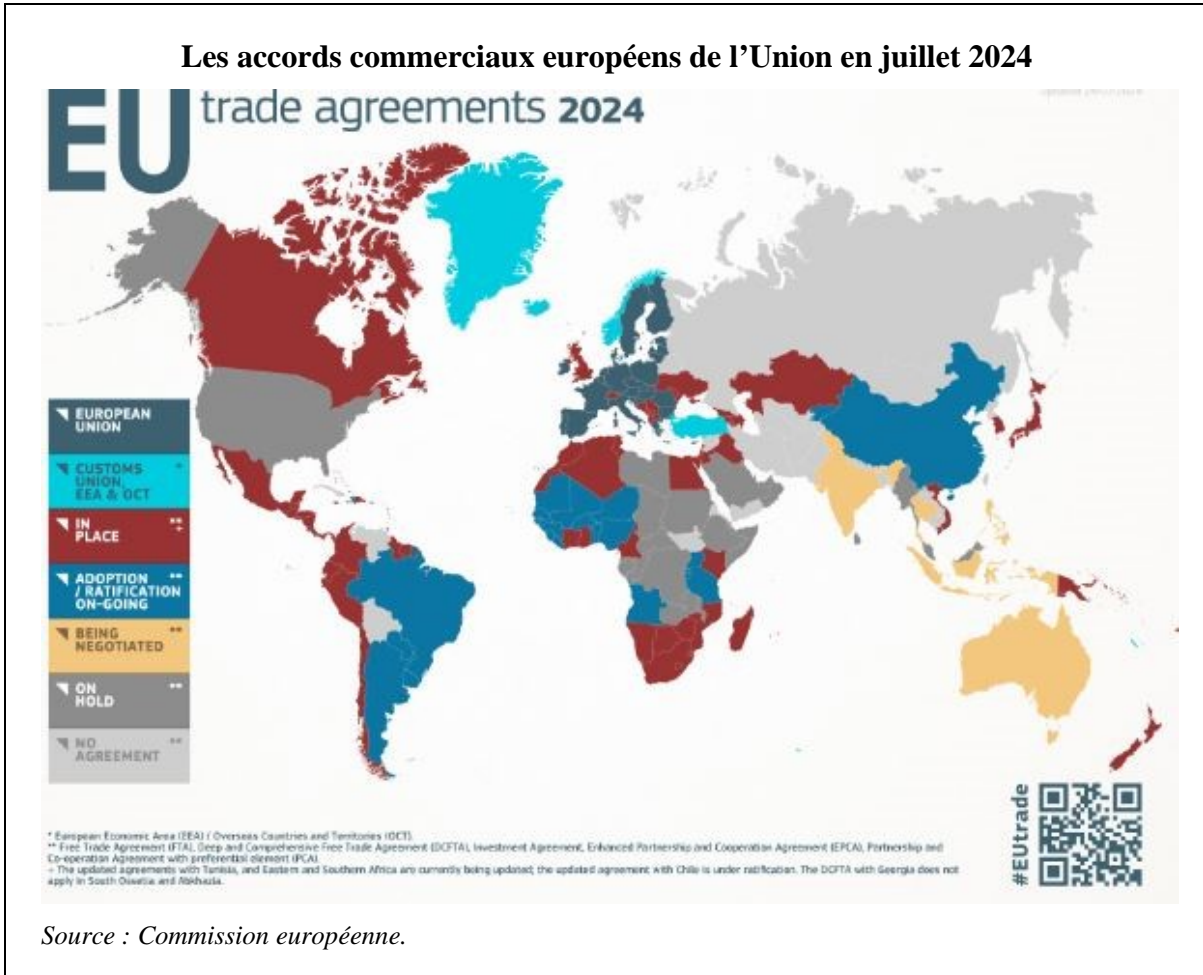 Les accords commerciaux européens de l’Union en juillet 2024
EU trade agreements 2024
EUROPEAN
UNION
CUSTOMS *
UNION,
EEA & OCT
IN **
PLACE +
ADOPTION **
/ RATIFICATION
ON-GOING
BEING **
NEGOTIATED
ON **
HOLD
NO **
AGREEMENT
#EUtrade
* European Economic Area (EEA) / Overseas Countries and Territories (OCT).
** Free Trade Agreement (FTA), Deep and Comprehensive Free Trade Agreement (DCFTA), Investment Agreement, Enhanced Partnership and Cooperation Agreement (EPCA), Partnership and
Co-operation Agreement with preferential element (PCA).
+ The updated agreements with Tunisia, and Eastern and Southern Africa are currently being updated; the updated agreement with Chile is under ratification. The DCFTA with Georgia does not
apply in South Ossetia and Abkhazia.
Source : Commission européenne.